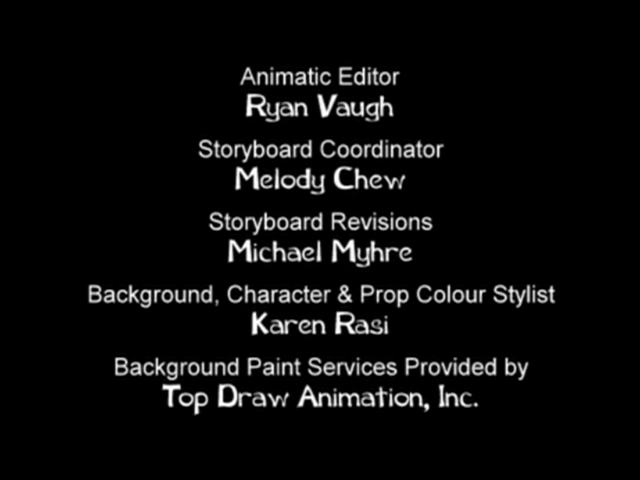 Animatic Editor
Ryan Vaugh
Storyboard Coordinator
Melody Chew
Storyboard Revisions
Michael Myhre
Background, Character & Prop Colour Stylist
Karen Rasi
Background Paint Services Provided by
Top Draw Animation, Inc.